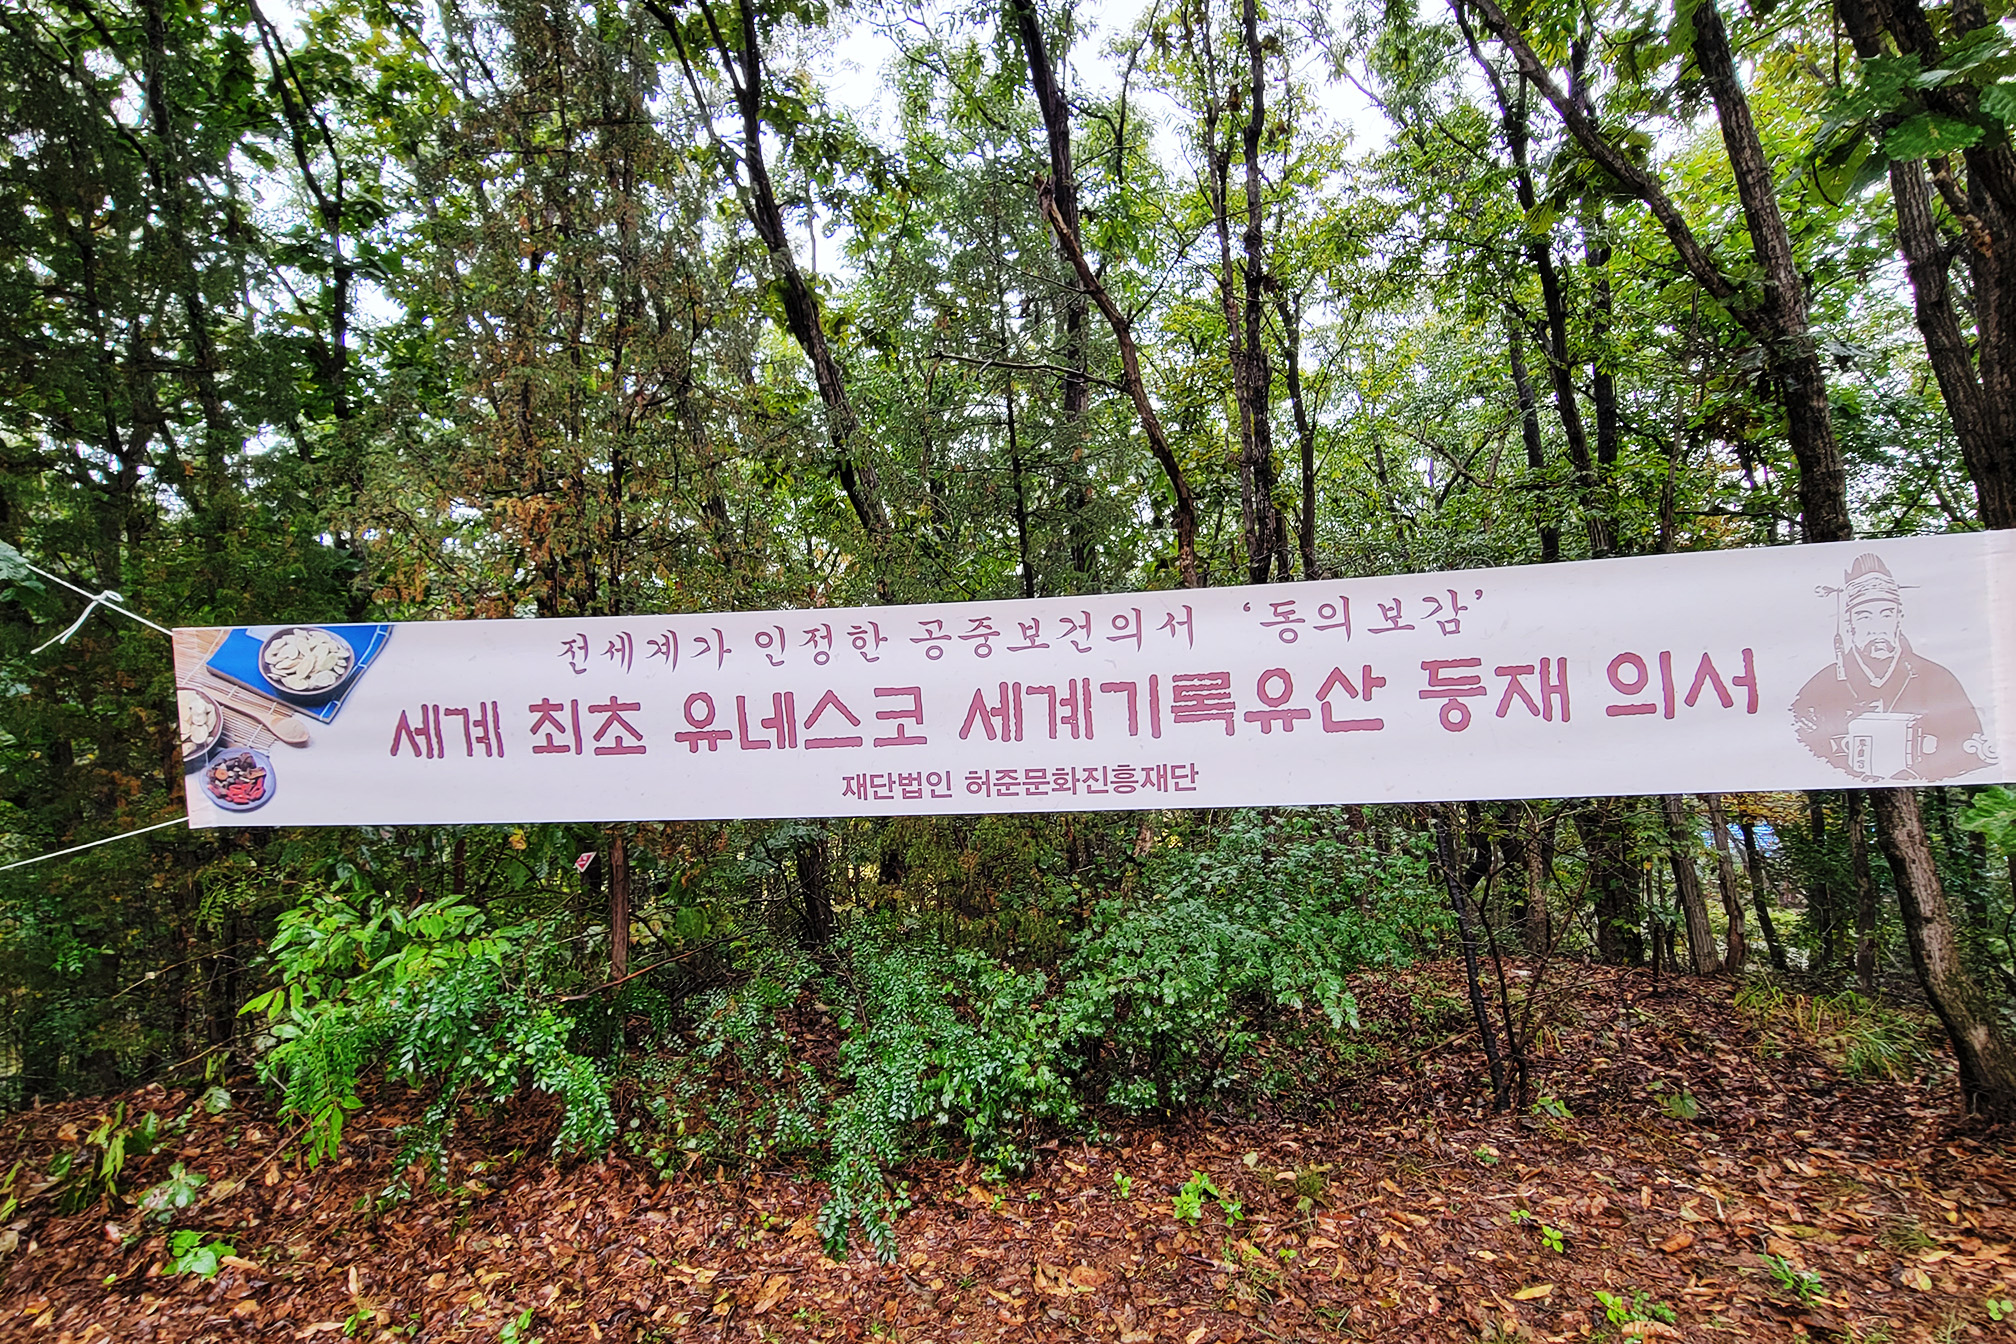 전세계가 인정한 공중보건의서 ‘동의보감’
세계 최초 유네스코 세계기록유산 등재 의서
재단법인 허준문화진흥재단